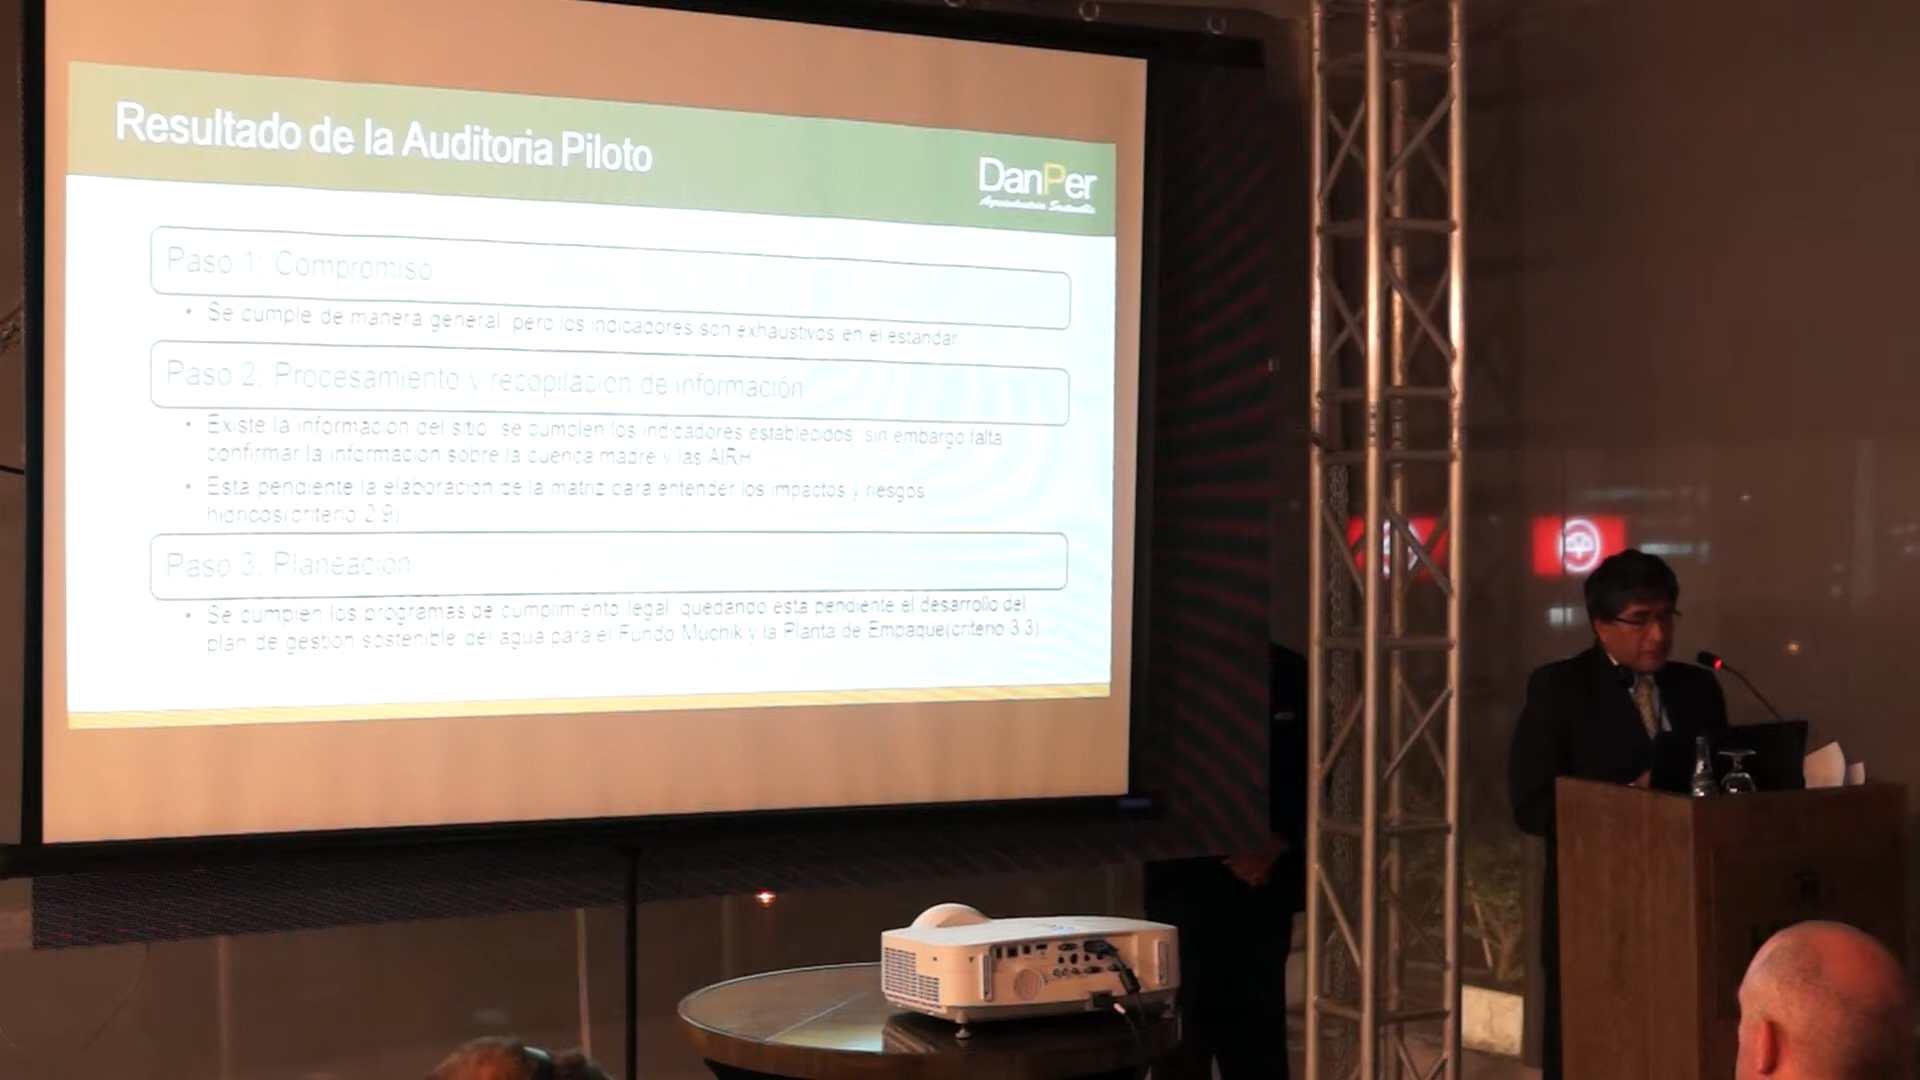 Resultado de la Auditoria Piloto
DanPer
Agroindustria Sostenible
Paso 1: Compromiso
• Se cumple de manera general pero los indicadores son exhaustivos en el estandar
Paso 2: Procesamiento y recopilacion de información
• Existe la informacion del sitio se cumplen los indicadores establecidos sin embargo falta
confirmar la informacion sobre la cuenca madre y las AIRH
• Esta pendiente la elaboracion de la matriz para entender los impactos y riesgos
hidricos(criterio 2.9)
Paso 3: Planeación
• Se cumplen los programas de cumplimiento legal quedando esta pendiente el desarrollo del
plan de gestion sostenible del agua para el Fundo Muchik y la Planta de Empaque(criterio 3.3)